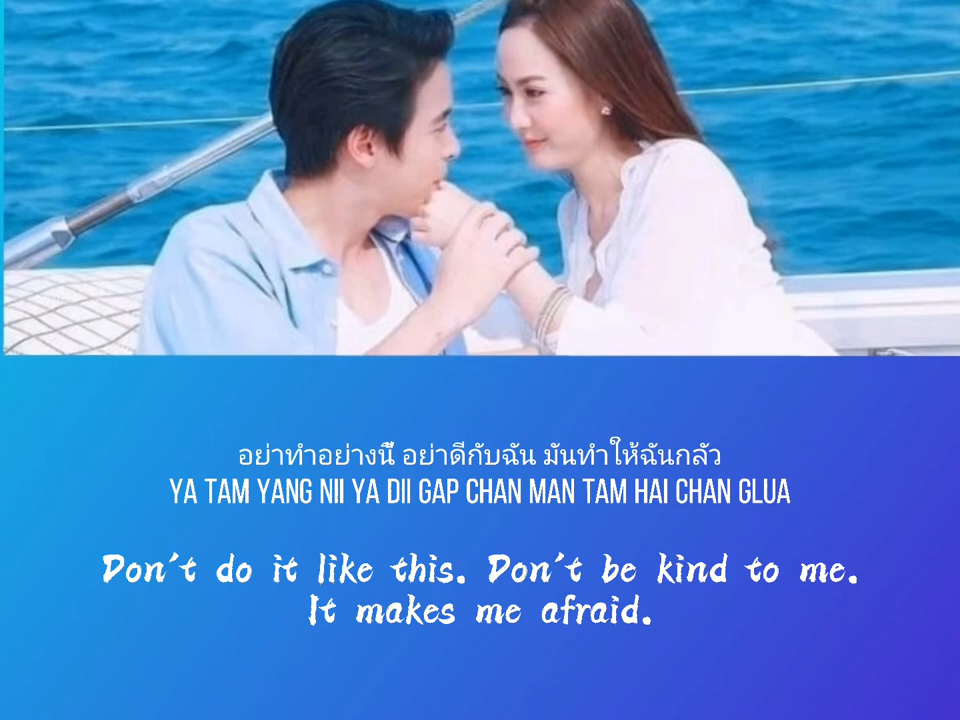 อย่าทำอย่างนี้ อย่าดีกับฉัน มันทำให้ฉันกลัว
YA TAM YANG NII YA DII GAP CHAN MAN TAM HAI CHAN GLUA
Don't do it like this. Don't be kind to me.
It makes me afraid.